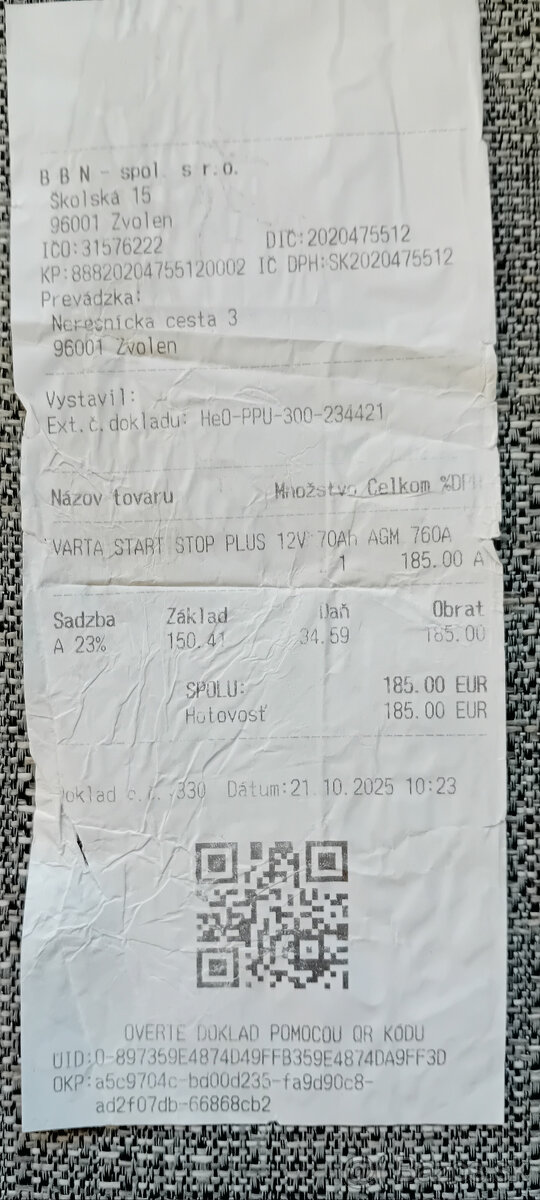 B B N - spol. s r.o.
Školská 15
96001 Zvolen
IČO:31576222 DIČ:2020475512
KP:88820204755120002 IČ DPH:SK2020475512
Prevádzka:
Neresnícka cesta 3
96001 Zvolen
Vystavil:
Ext.č.dokladu: HeO-PPU-300-234421
Názov tovaru Množstvo Celkom %DPH
VARTA START STOP PLUS 12V 70Ah AGM 760A
1 185.00 A
Sadzba Základ Daň Obrat
A 23% 150.41 34.59 185.00
SPOLU: 185.00 EUR
Hotovosť 185.00 EUR
Doklad č. 330 Dátum:21.10.2025 10:23
OVERTE DOKLAD POMOCOU QR KÓDU
UID:O-897359E4874D49FFB359E4874DA9FF3D
OKP:a5c9704c-bd00d235-fa9d90c8-
ad2f07db-66868cb2